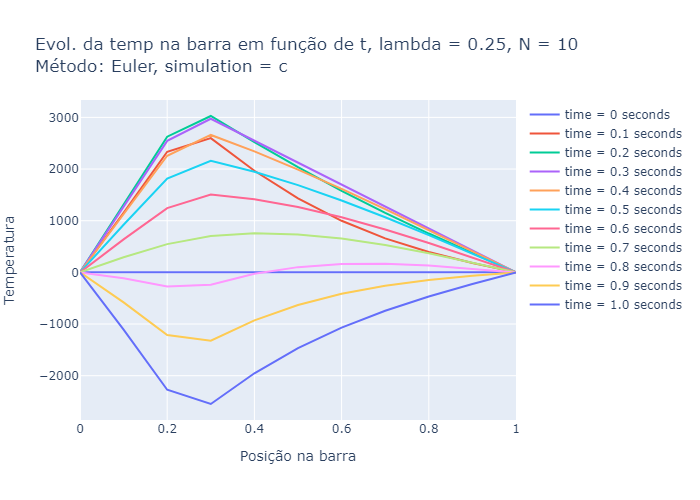 Evol. da temp na barra em função de t, lambda = 0.25, N = 10
Método: Euler, simulation = c
3000
2000
1000
0
−1000
−2000
Temperatura
0
0.2
0.4
0.6
0.8
1
Posição na barra
time = 0 seconds
time = 0.1 seconds
time = 0.2 seconds
time = 0.3 seconds
time = 0.4 seconds
time = 0.5 seconds
time = 0.6 seconds
time = 0.7 seconds
time = 0.8 seconds
time = 0.9 seconds
time = 1.0 seconds